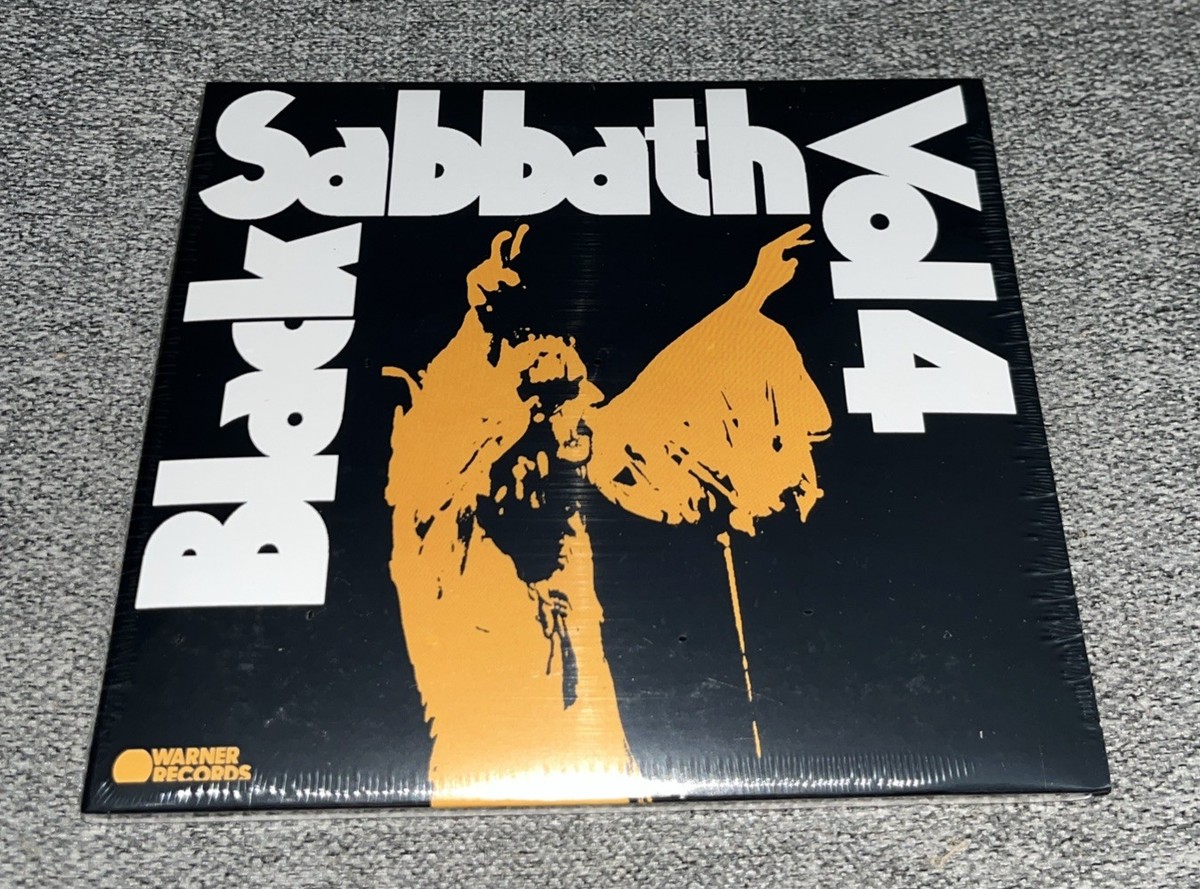 Black
Sabbath
Vol 4
WARNER
RECORDS